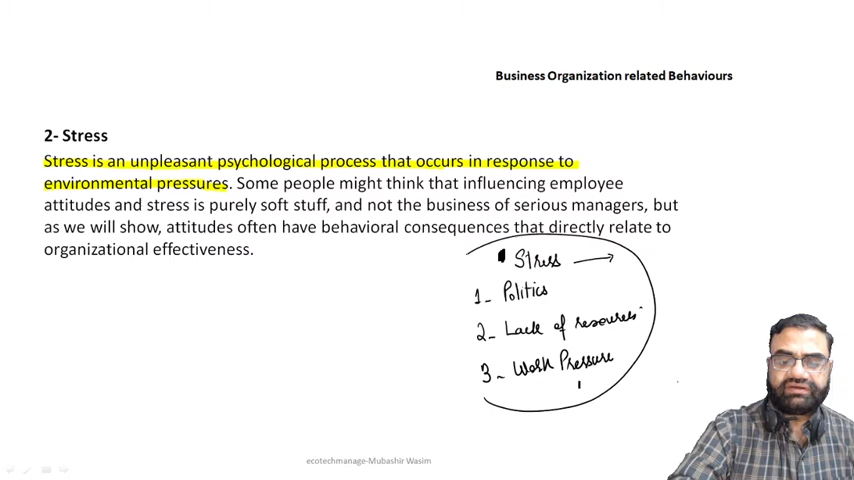 Business Organization related Behaviours
2- Stress
Stress is an unpleasant psychological process that occurs in response to
environmental pressures. Some people might think that influencing employee
attitudes and stress is purely soft stuff, and not the business of serious managers, but
as we will show, attitudes often have behavioral consequences that directly relate to
organizational effectiveness.
Stress →
1- Politics
2- Lack of resources
3- Work Pressure
ecotechmanage-Mubashir Wasim